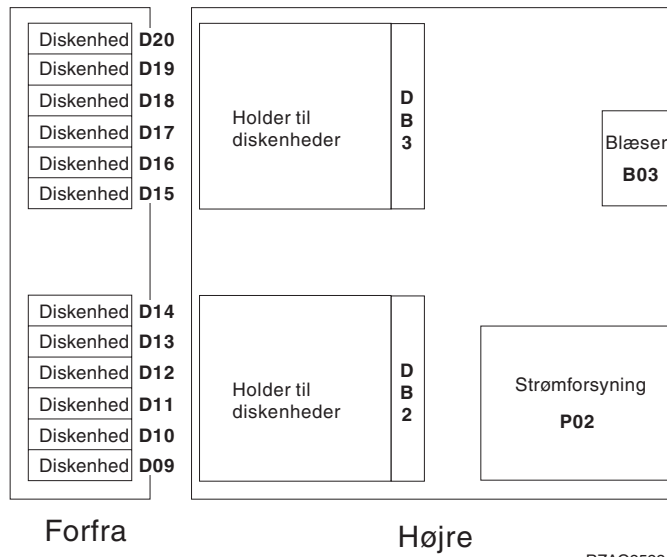 Diskenhed D20
Diskenhed D19
Diskenhed D18
Diskenhed D17
Diskenhed D16
Diskenhed D15
Diskenhed D14
Diskenhed D13
Diskenhed D12
Diskenhed D11
Diskenhed D10
Diskenhed D09
Forfra
Holder til
diskenheder
D
B
3
Blæser
B03
Holder til
diskenheder
D
B
2
Strømforsyning
P02
Højre